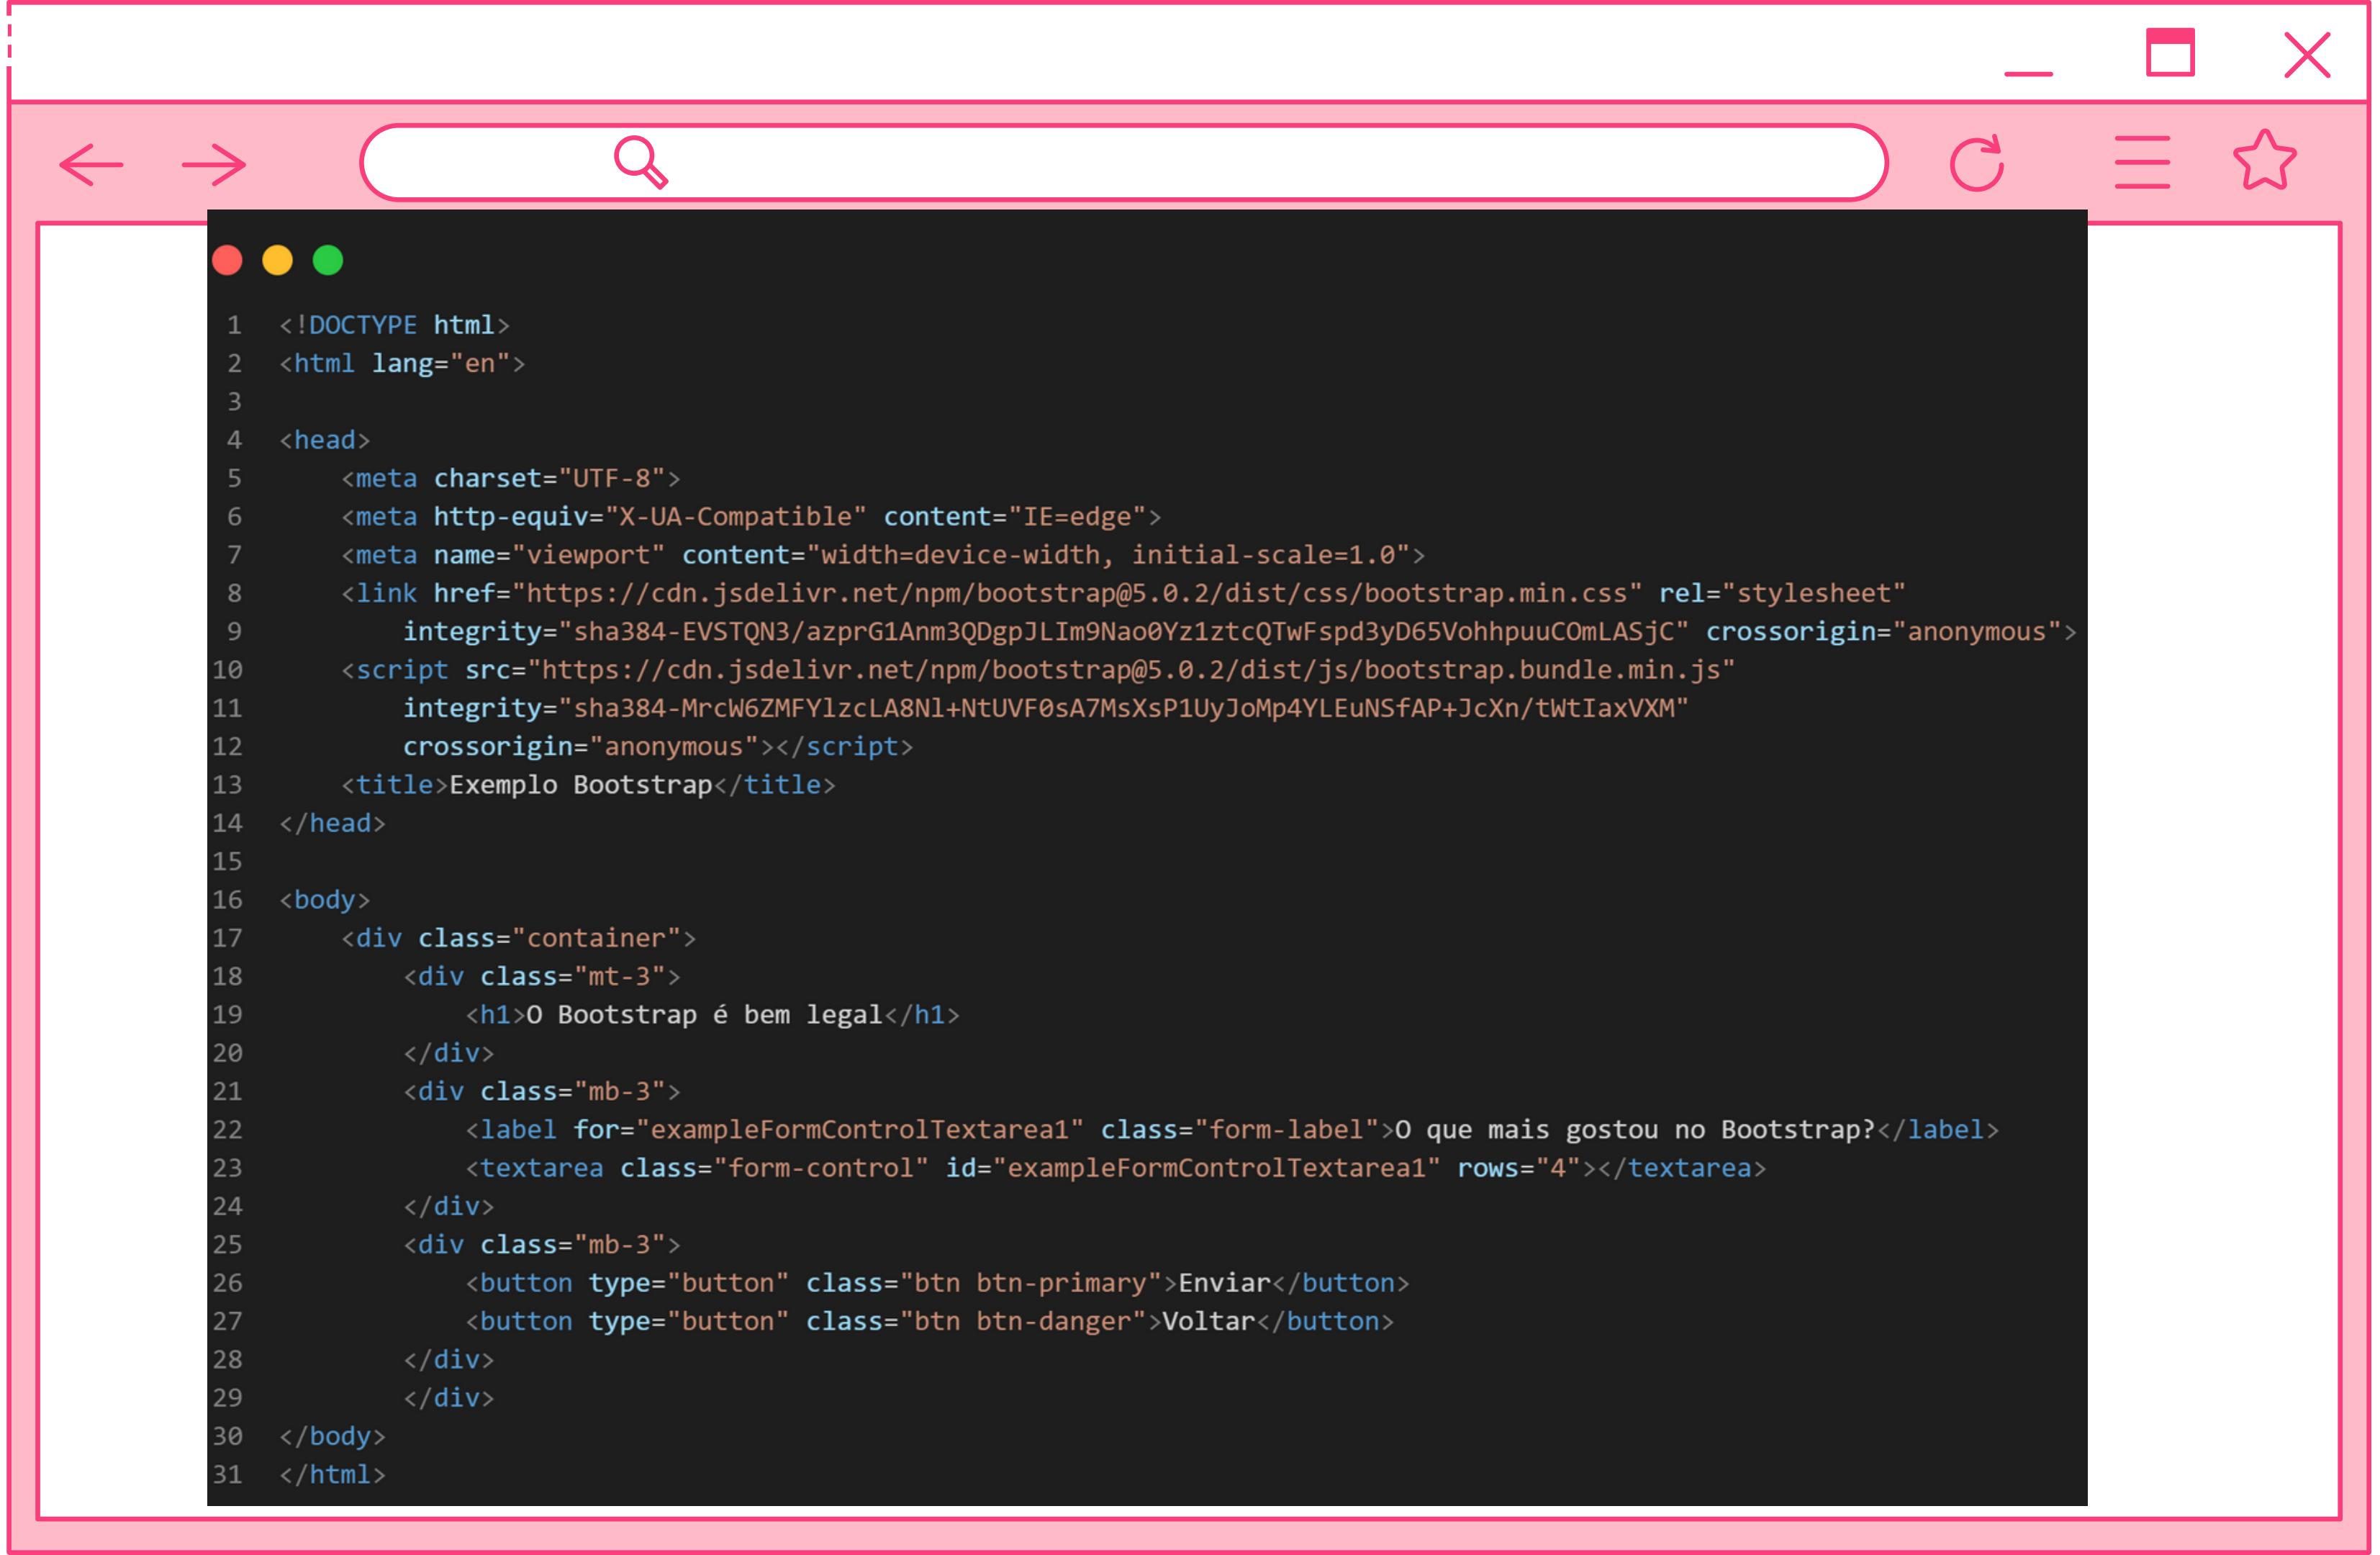 1 <!DOCTYPE html>
2 <html lang="en">
3
4 <head>
5     <meta charset="UTF-8">
6     <meta http-equiv="X-UA-Compatible" content="IE=edge">
7     <meta name="viewport" content="width=device-width, initial-scale=1.0">
8     <link href="https://cdn.jsdelivr.net/npm/bootstrap@5.0.2/dist/css/bootstrap.min.css" rel="stylesheet"
9         integrity="sha384-EVSTQN3/azprG1Anm3QDgpJLIm9Nao0Yz1ztcQTwFspd3yD65VohhpuuCOmLASjC" crossorigin="anonymous">
10     <script src="https://cdn.jsdelivr.net/npm/bootstrap@5.0.2/dist/js/bootstrap.bundle.min.js"
11         integrity="sha384-MrcW6ZMFYlzcLA8Nl+NtUVF0sA7MsXsP1UyJoMp4YLEuNSfAP+JcXn/tWtIaxVXM"
12         crossorigin="anonymous"></script>
13     <title>Exemplo Bootstrap</title>
14 </head>
15
16 <body>
17     <div class="container">
18         <div class="mt-3">
19             <h1>O Bootstrap é bem legal</h1>
20         </div>
21         <div class="mb-3">
22             <label for="exampleFormControlTextarea1" class="form-label">O que mais gostou no Bootstrap?</label>
23             <textarea class="form-control" id="exampleFormControlTextarea1" rows="4"></textarea>
24         </div>
25         <div class="mb-3">
26             <button type="button" class="btn btn-primary">Enviar</button>
27             <button type="button" class="btn btn-danger">Voltar</button>
28         </div>
29         </div>
30 </body>
31 </html>